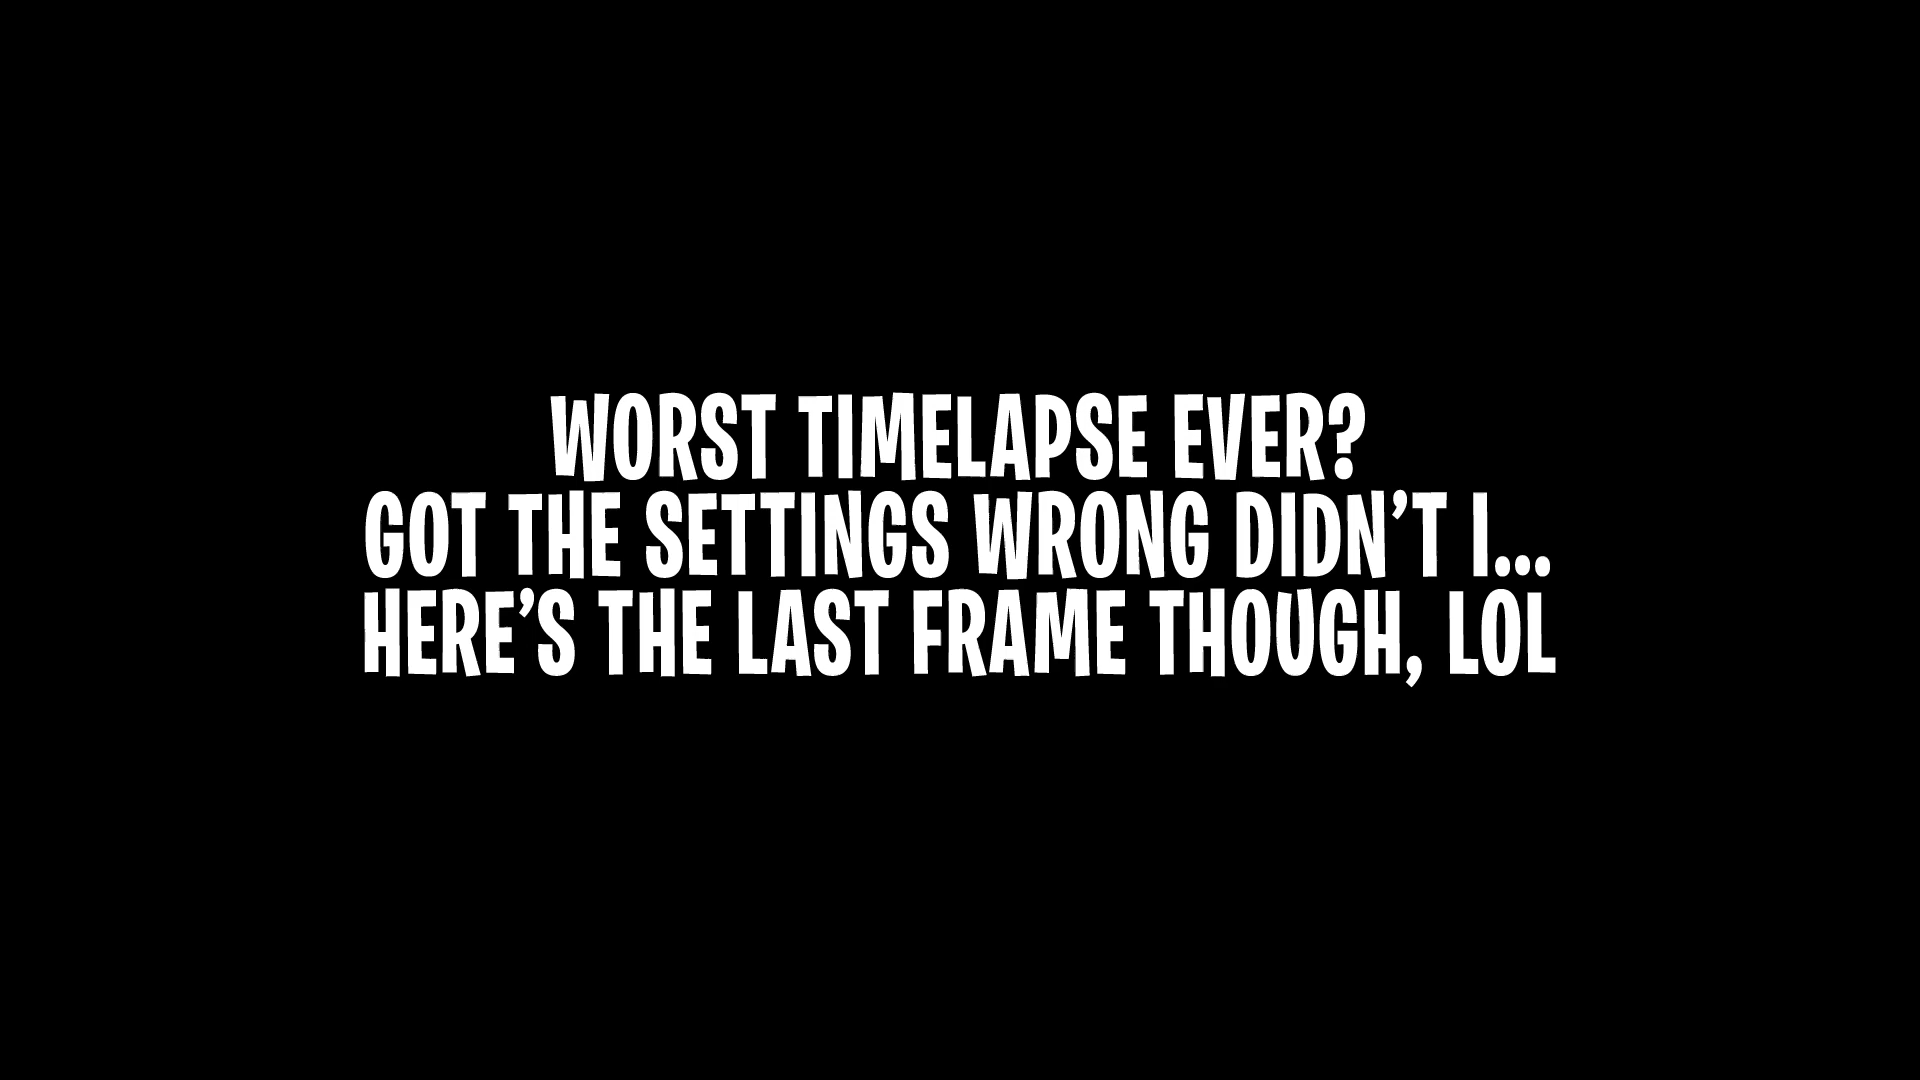 WORST TIMELAPSE EVER?
GOT THE SETTINGS WRONG DIDN’T I...
HERE’S THE LAST FRAME THOUGH, LOL